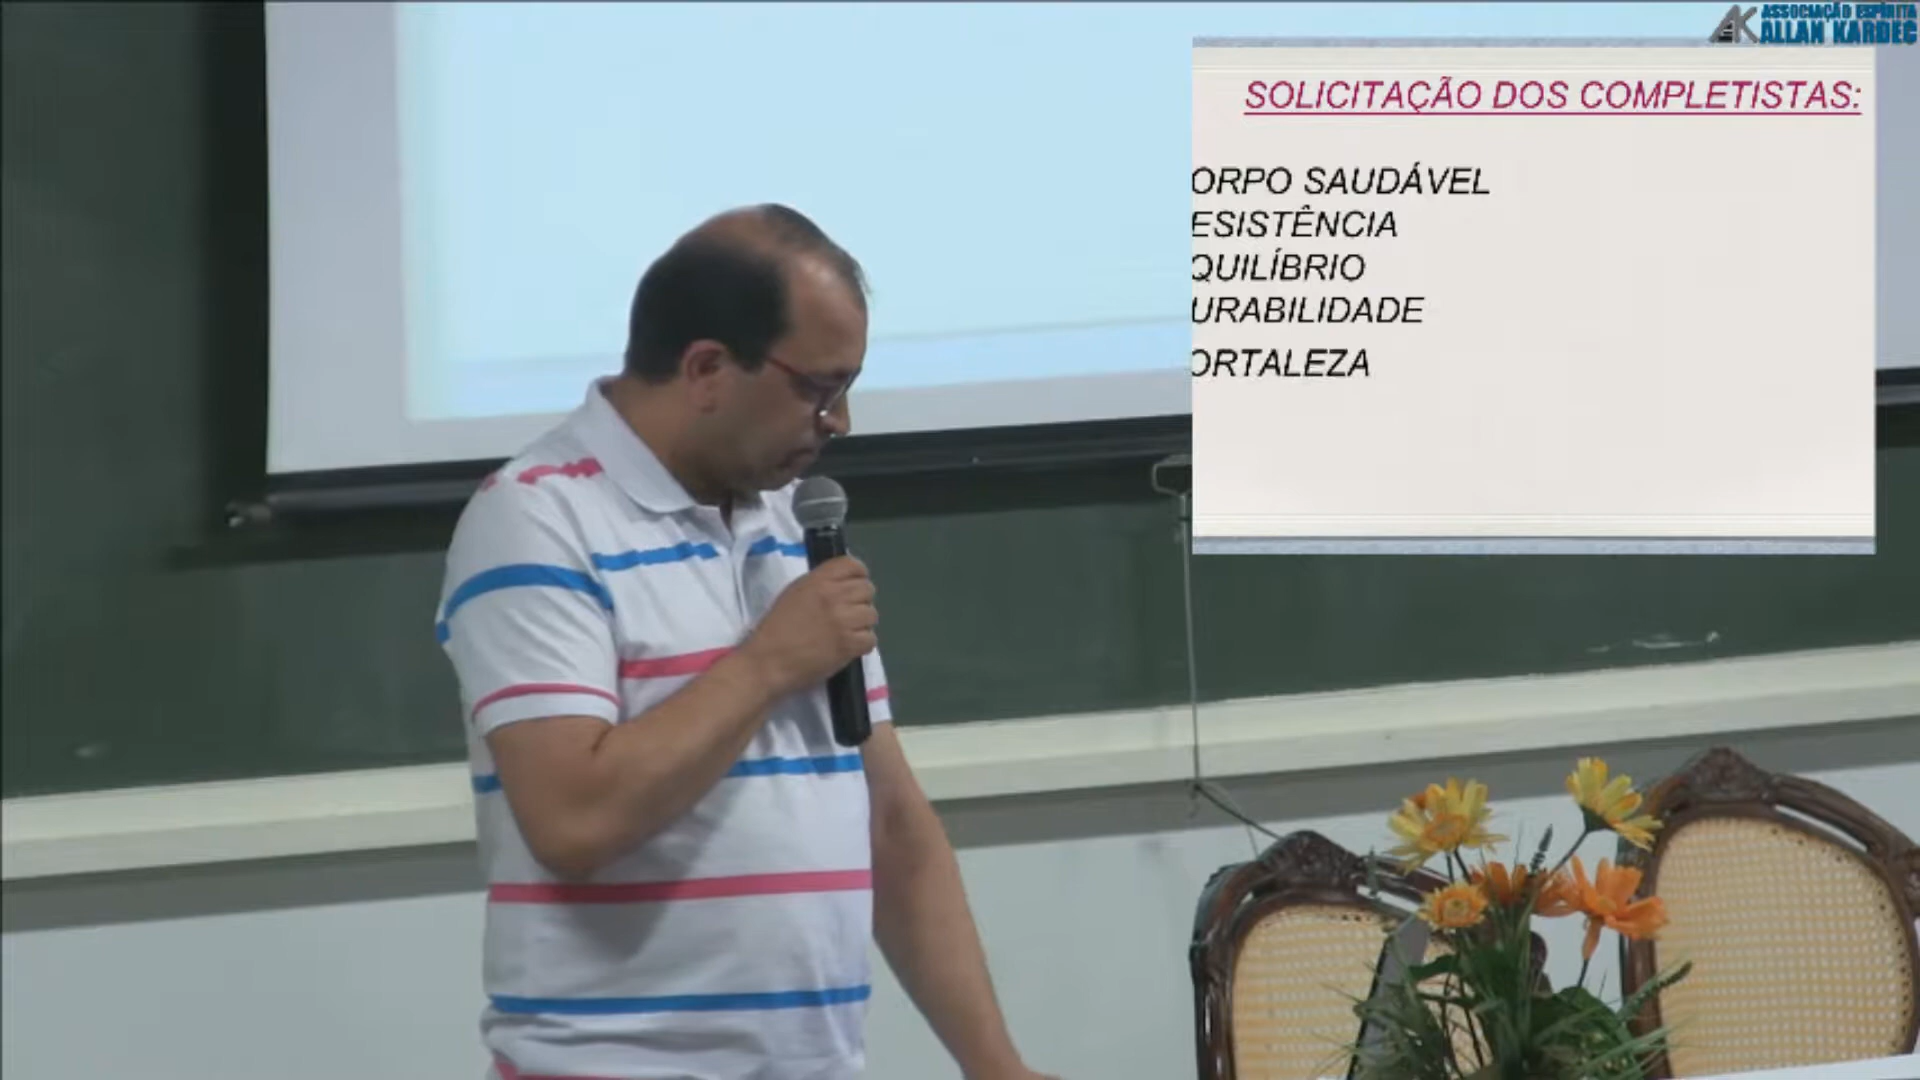 ASSOCIAÇÃO ESPÍRITA
ALLAN KARDEC
SOLICITAÇÃO DOS COMPLETISTAS:
ORPO SAUDÁVEL
ESISTÊNCIA
QUILÍBRIO
URABILIDADE
ORTALEZA